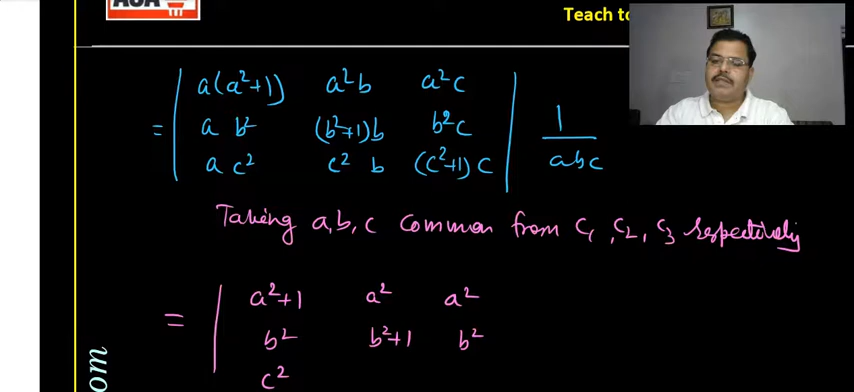 AOA
Teach to
= | a(a²+1) a²b a²c |
| a b² (b²+1)b b²c | 1/abc
| a c² c² b (c²+1)c |
Taking a,b,c common from C₁, C₂, C₃ respectively
= | a²+1 a² a²
b² b²+1 b²
c²
om